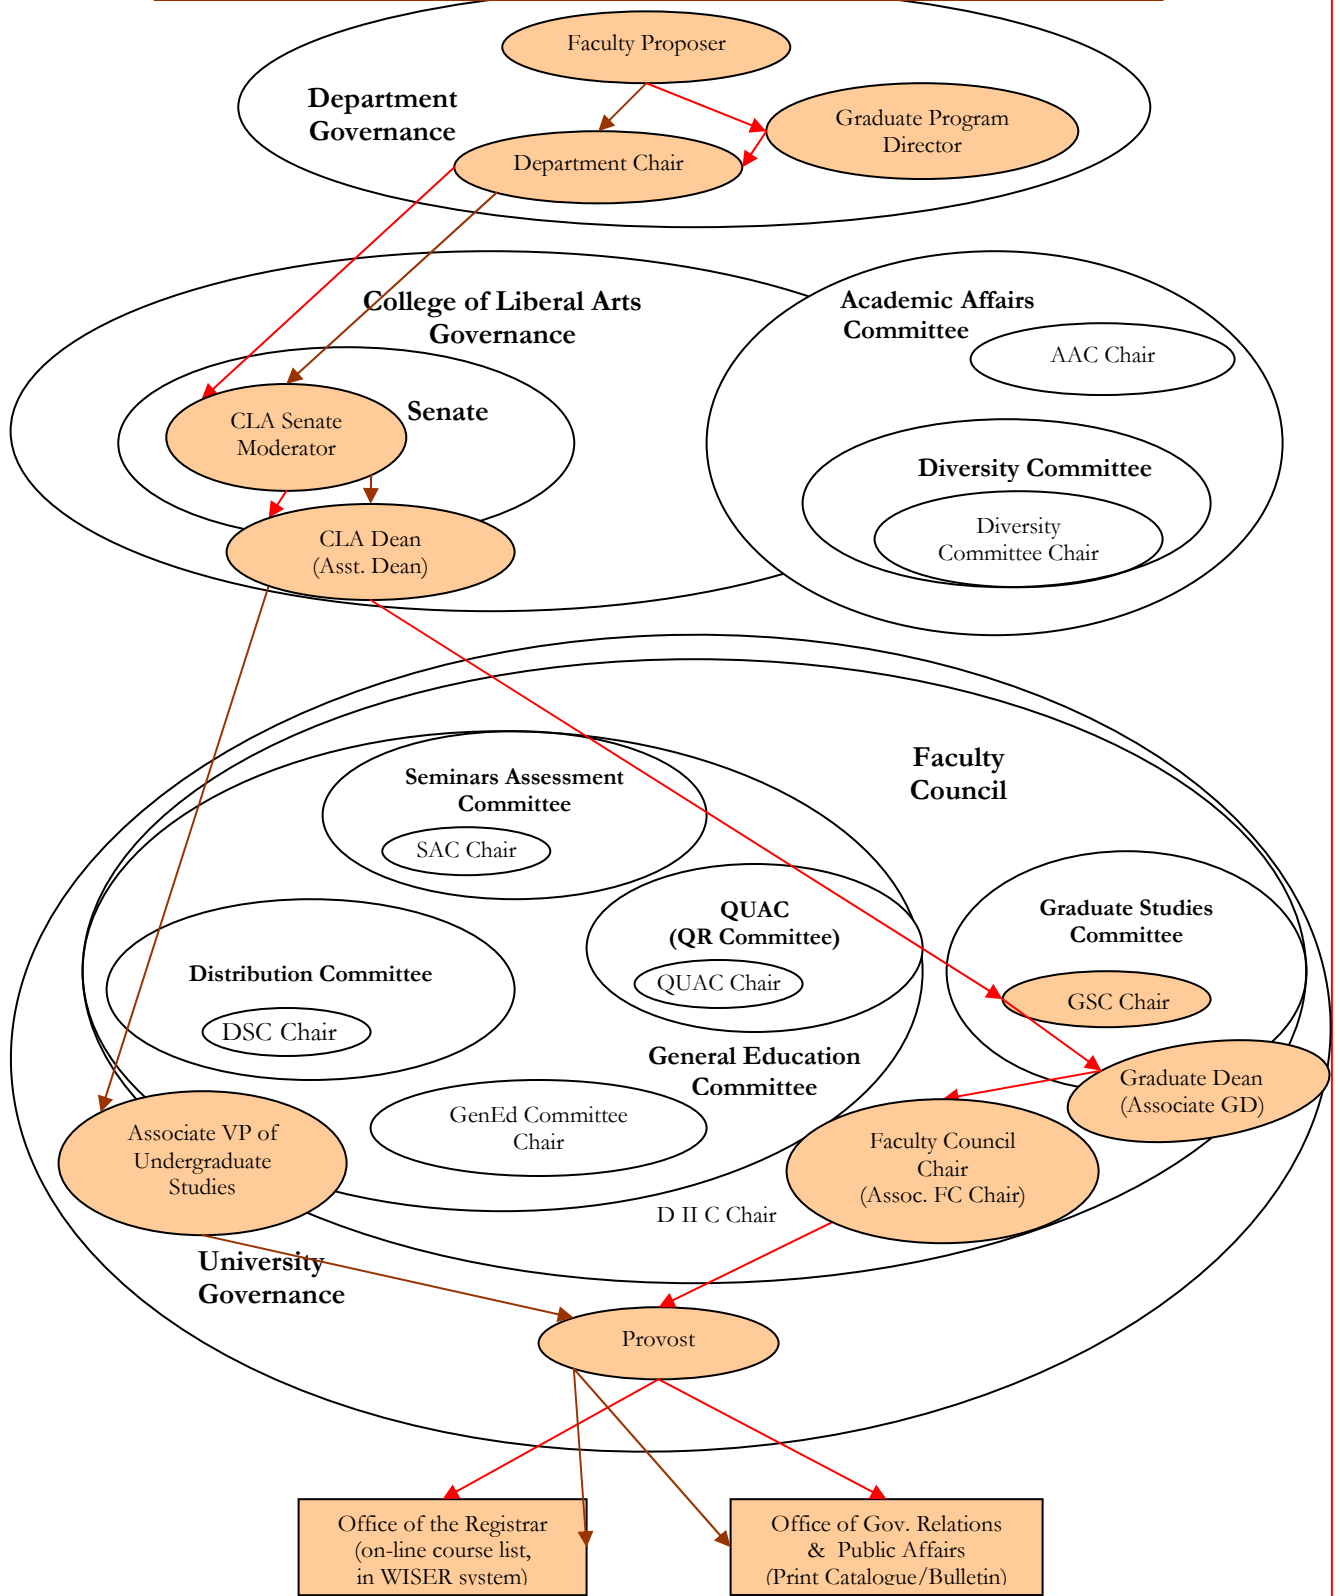 Faculty Proposer
Department
Governance
Graduate Program
Director
Department Chair
College of Liberal Arts
Governance
Academic Affairs
Committee
AAC Chair
CLA Senate
Moderator
Senate
Diversity Committee
Diversity
Committee Chair
CLA Dean
(Asst. Dean)
Faculty
Council
Seminars Assessment
Committee
SAC Chair
QUAC
(QR Committee)
QUAC Chair
Graduate Studies
Committee
GSC Chair
Distribution Committee
DSC Chair
General Education
Committee
Graduate Dean
(Associate GD)
GenEd Committee
Chair
Associate VP of
Undergraduate
Studies
Faculty Council
Chair
(Assoc. FC Chair)
D II C Chair
University
Governance
Provost
Office of the Registrar
(on-line course list,
in WISER system)
Office of Gov. Relations
& Public Affairs
(Print Catalogue/Bulletin)